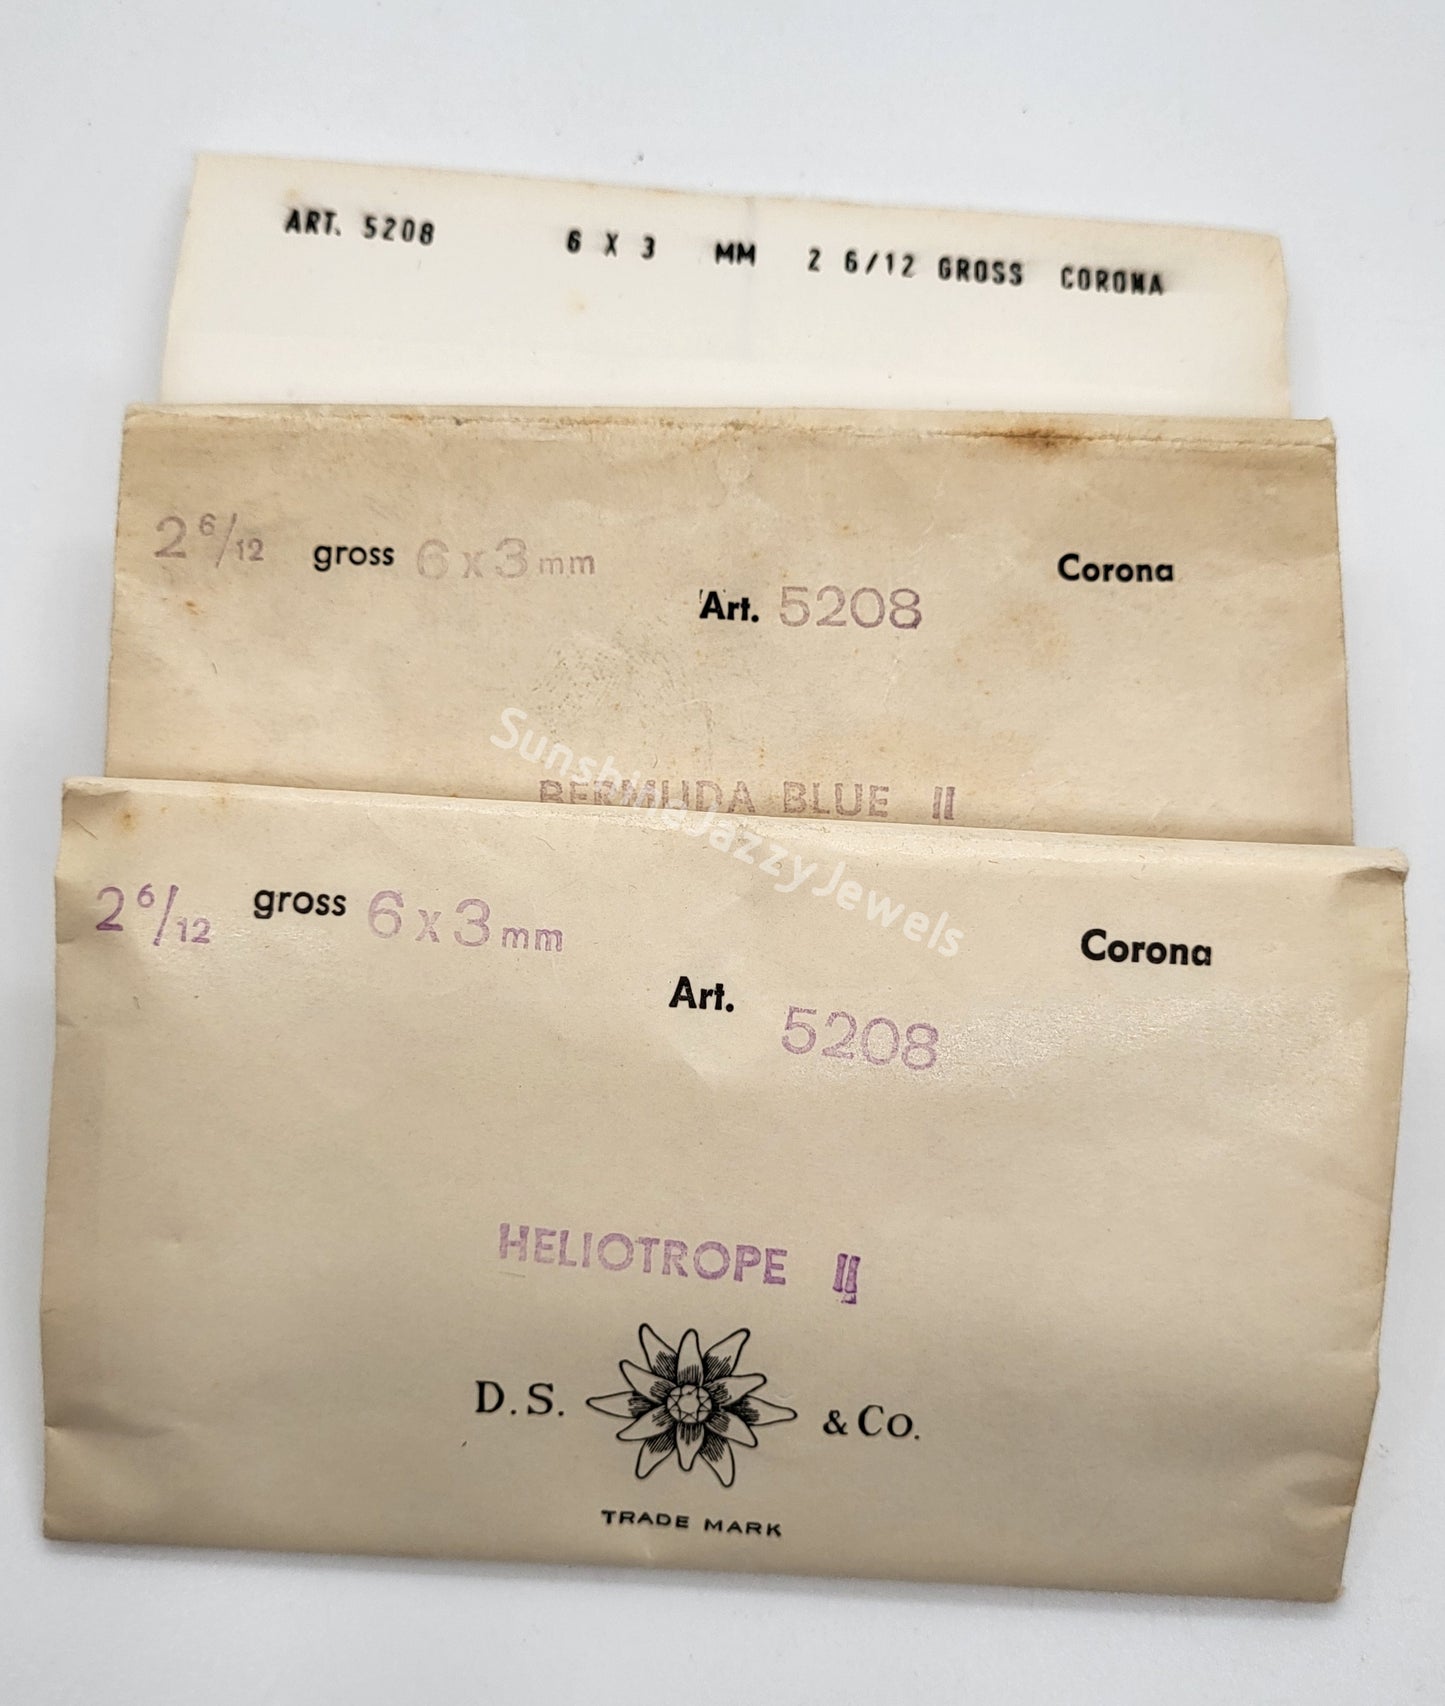 ART. 5208 6 X 3 MM 2 6/12 GROSS CORONA
2 6/12 gross 6 x 3 mm Corona
Art. 5208
BERMUDA BLUE II
SunshineJazzyJewels
2 6/12 gross 6 x 3 mm Corona
Art. 5208
HELIOTROPE II
D.S. & Co.
TRADE MARK